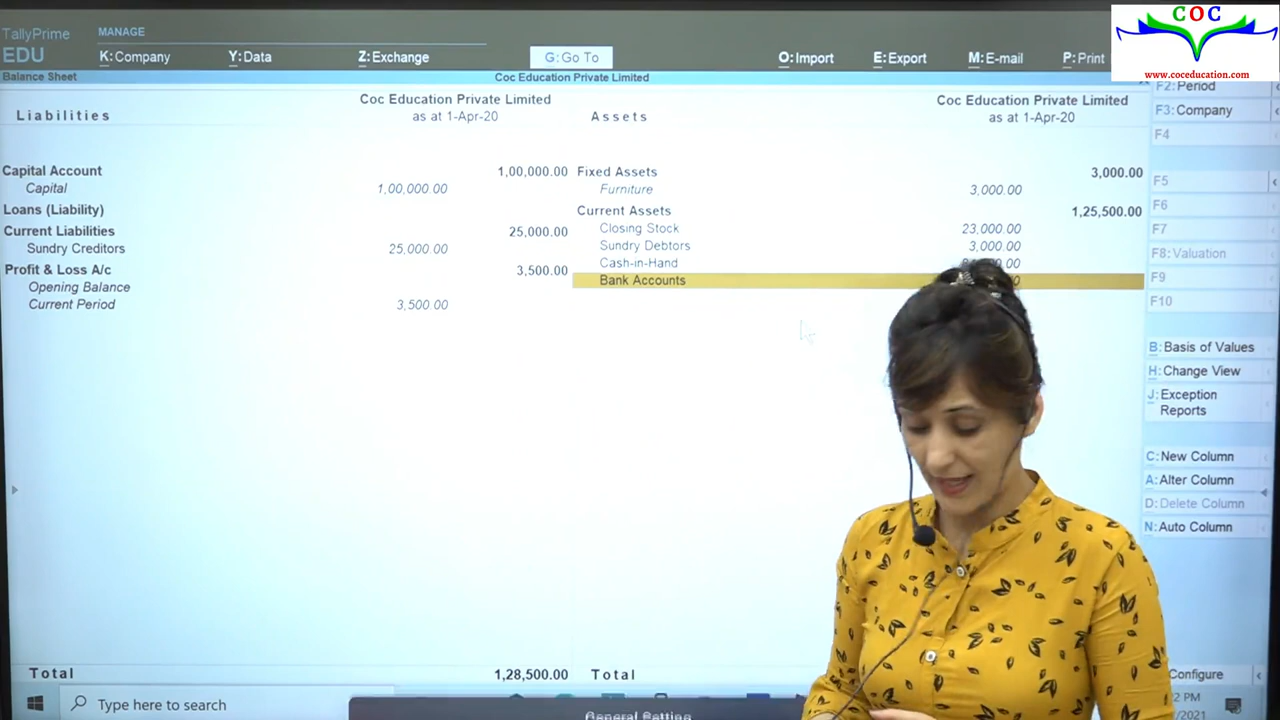 COC
www.coceducation.com
TallyPrime
EDU
MANAGE
K:Company
Y:Data
Z:Exchange
G:Go To
O:Import
E:Export
M:E-mail
P:Print
Balance Sheet
Coc Education Private Limited
F2:Period
F3:Company
F4
F5
F6
F7
F8:Valuation
F9
F10
B:Basis of Values
H:Change View
J:Exception
Reports
C:New Column
A:Alter Column
D:Delete Column
N:Auto Column
Configure
Liabilities
Coc Education Private Limited
as at 1-Apr-20
Capital Account 1,00,000.00
Capital 1,00,000.00
Loans (Liability)
Current Liabilities 25,000.00
Sundry Creditors 25,000.00
Profit & Loss A/c 3,500.00
Opening Balance
Current Period 3,500.00
Total 1,28,500.00
Assets
Coc Education Private Limited
as at 1-Apr-20
Fixed Assets 3,000.00
Furniture 3,000.00
Current Assets 1,25,500.00
Closing Stock 23,000.00
Sundry Debtors 3,000.00
Cash-in-Hand
Bank Accounts
Total
Type here to search
General Setting